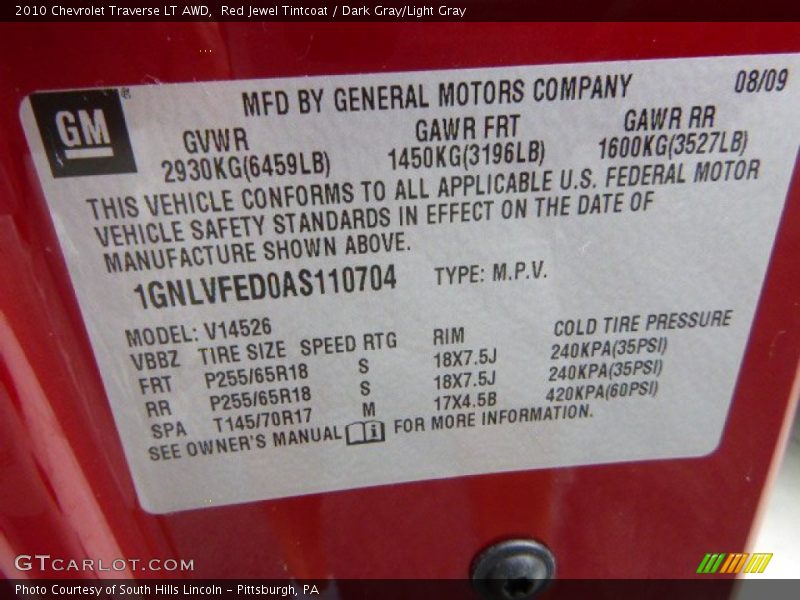 2010 Chevrolet Traverse LT AWD, Red Jewel Tintcoat / Dark Gray/Light Gray
GM®
MFD BY GENERAL MOTORS COMPANY 08/09
GVWR GAWR FRT GAWR RR
2930KG(6459LB) 1450KG(3196LB) 1600KG(3527LB)
THIS VEHICLE CONFORMS TO ALL APPLICABLE U.S. FEDERAL MOTOR
VEHICLE SAFETY STANDARDS IN EFFECT ON THE DATE OF
MANUFACTURE SHOWN ABOVE.
1GNLVFED0AS110704 TYPE: M.P.V.
MODEL: V14526
VBBZ TIRE SIZE SPEED RTG RIM COLD TIRE PRESSURE
FRT P255/65R18 S 18X7.5J 240KPA(35PSI)
RR P255/65R18 S 18X7.5J 240KPA(35PSI)
SPA T145/70R17 M 17X4.5B 420KPA(60PSI)
SEE OWNER'S MANUAL i FOR MORE INFORMATION.
GTCARLOT.COM
Photo Courtesy of South Hills Lincoln - Pittsburgh, PA